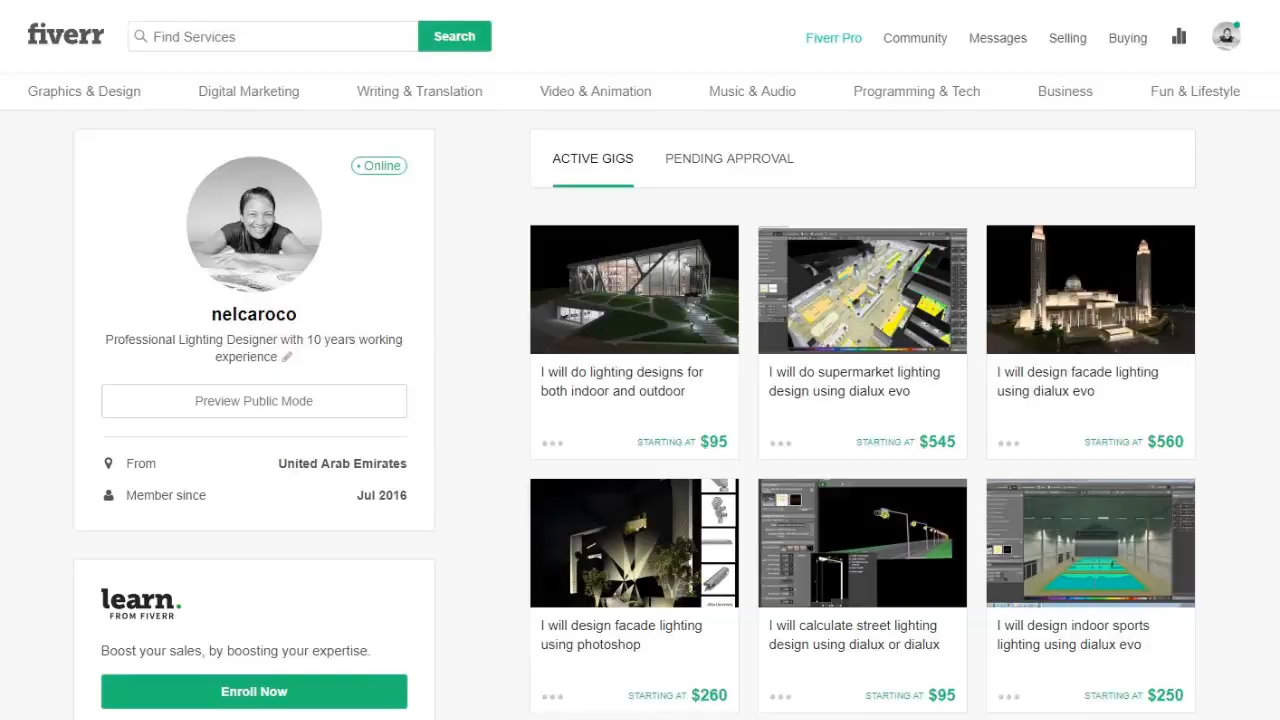 fiverr
Find Services
Search
Fiverr Pro
Community
Messages
Selling
Buying
Graphics & Design
Digital Marketing
Writing & Translation
Video & Animation
Music & Audio
Programming & Tech
Business
Fun & Lifestyle
• Online
nelcaroco
Professional Lighting Designer with 10 years working
experience
Preview Public Mode
From
United Arab Emirates
Member since
Jul 2016
learn.
FROM FIVERR
Boost your sales, by boosting your expertise.
Enroll Now
ACTIVE GIGS
PENDING APPROVAL
I will do lighting designs for
both indoor and outdoor
STARTING AT $95
I will do supermarket lighting
design using dialux evo
STARTING AT $545
I will design facade lighting
using dialux evo
STARTING AT $560
I will design facade lighting
using photoshop
STARTING AT $260
I will calculate street lighting
design using dialux or dialux
STARTING AT $95
I will design indoor sports
lighting using dialux evo
STARTING AT $250